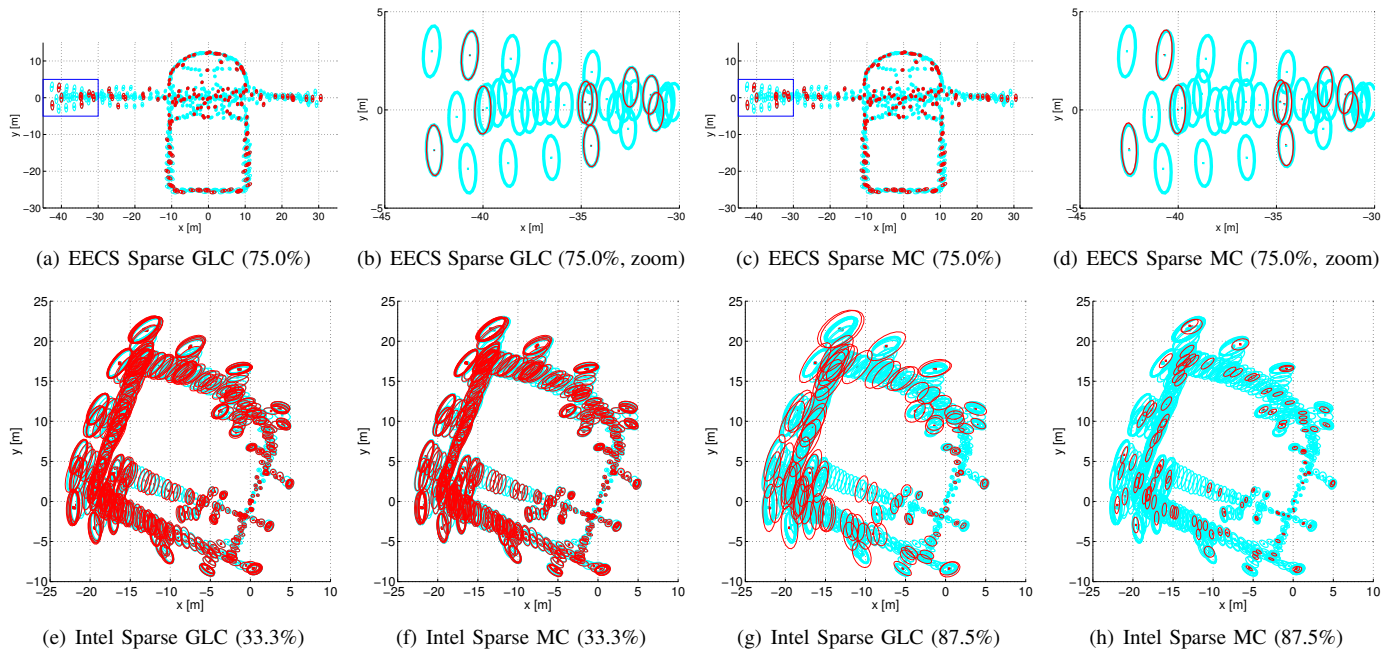 10
0
−10
−20
−30
y [m]
−40 −30 −20 −10 0 10 20 30
x [m]
(a) EECS Sparse GLC (75.0%)
5
0
−5
y [m]
−45 −40 −35 −30
x [m]
(b) EECS Sparse GLC (75.0%, zoom)
10
0
−10
−20
−30
y [m]
−40 −30 −20 −10 0 10 20 30
x [m]
(c) EECS Sparse MC (75.0%)
5
0
−5
y [m]
−45 −40 −35 −30
x [m]
(d) EECS Sparse MC (75.0%, zoom)
25
20
15
10
5
0
−5
−10
y [m]
−25 −20 −15 −10 −5 0 5 10
x [m]
(e) Intel Sparse GLC (33.3%)
25
20
15
10
5
0
−5
−10
y [m]
−25 −20 −15 −10 −5 0 5 10
x [m]
(f) Intel Sparse MC (33.3%)
25
20
15
10
5
0
−5
−10
y [m]
−25 −20 −15 −10 −5 0 5 10
x [m]
(g) Intel Sparse GLC (87.5%)
25
20
15
10
5
0
−5
−10
y [m]
−25 −20 −15 −10 −5 0 5 10
x [m]
(h) Intel Sparse MC (87.5%)